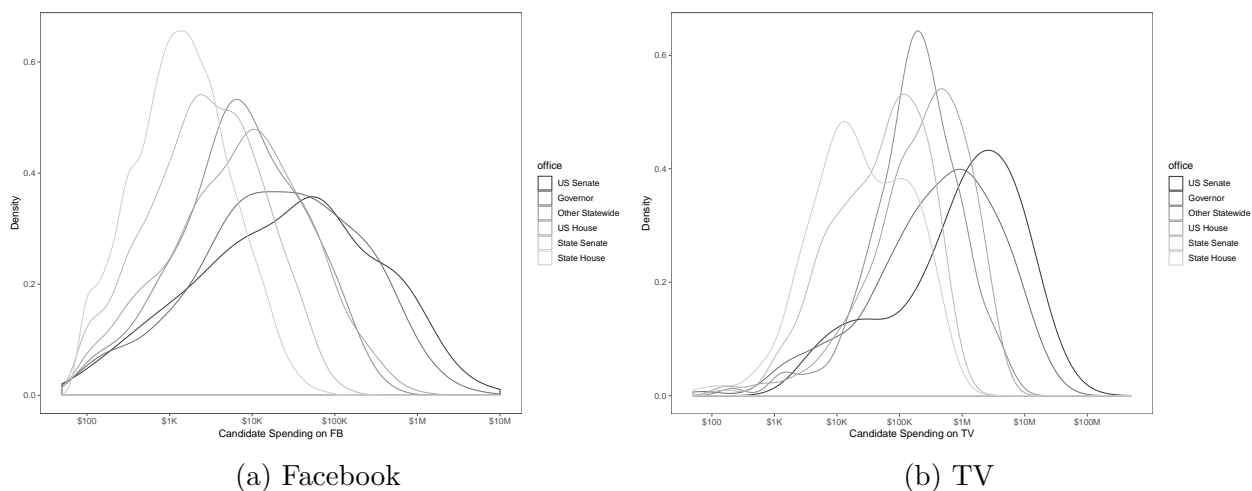 0.6
0.4
0.2
0.0
Density
$100
$1K
$10K
$100K
$1M
$10M
Candidate Spending on FB
office
US Senate
Governor
Other Statewide
US House
State Senate
State House
(a) Facebook
0.6
0.4
0.2
0.0
Density
$100
$1K
$10K
$100K
$1M
$10M
$100M
Candidate Spending on TV
office
US Senate
Governor
Other Statewide
US House
State Senate
State House
(b) TV